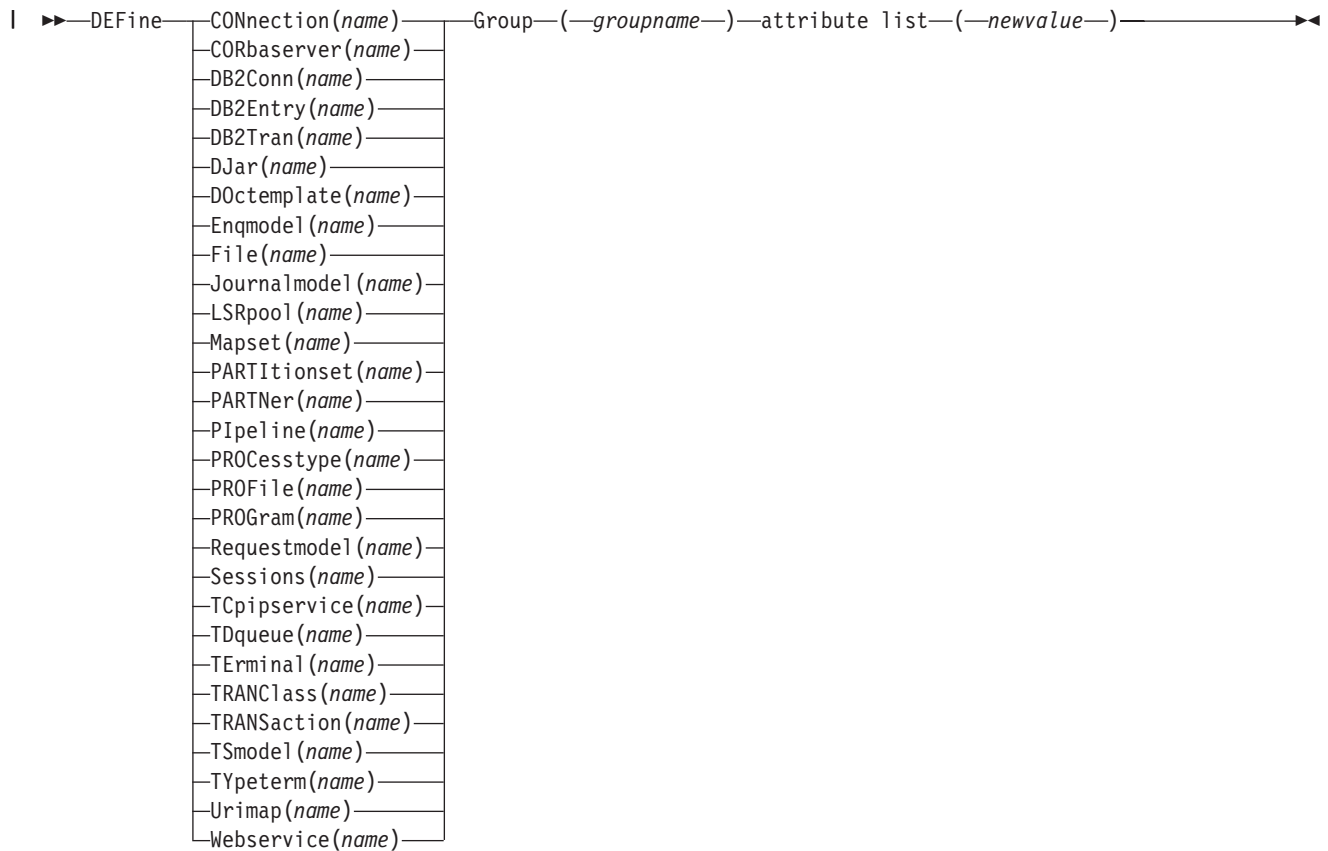 | DEFine CONnection(name) Group ( groupname ) attribute list ( newvalue )
CORbaserver(name)
DB2Conn(name)
DB2Entry(name)
DB2Tran(name)
DJar(name)
DOctemplate(name)
Enqmodel(name)
File(name)
Journalmodel(name)
LSRpool(name)
Mapset(name)
PARTItionset(name)
PARTNer(name)
PIpeline(name)
PROCesstype(name)
PROFile(name)
PROGram(name)
Requestmodel(name)
Sessions(name)
TCpipservice(name)
TDqueue(name)
TErminal(name)
TRANClass(name)
TRANSaction(name)
TSmodel(name)
TYpeterm(name)
Urimap(name)
Webservice(name)